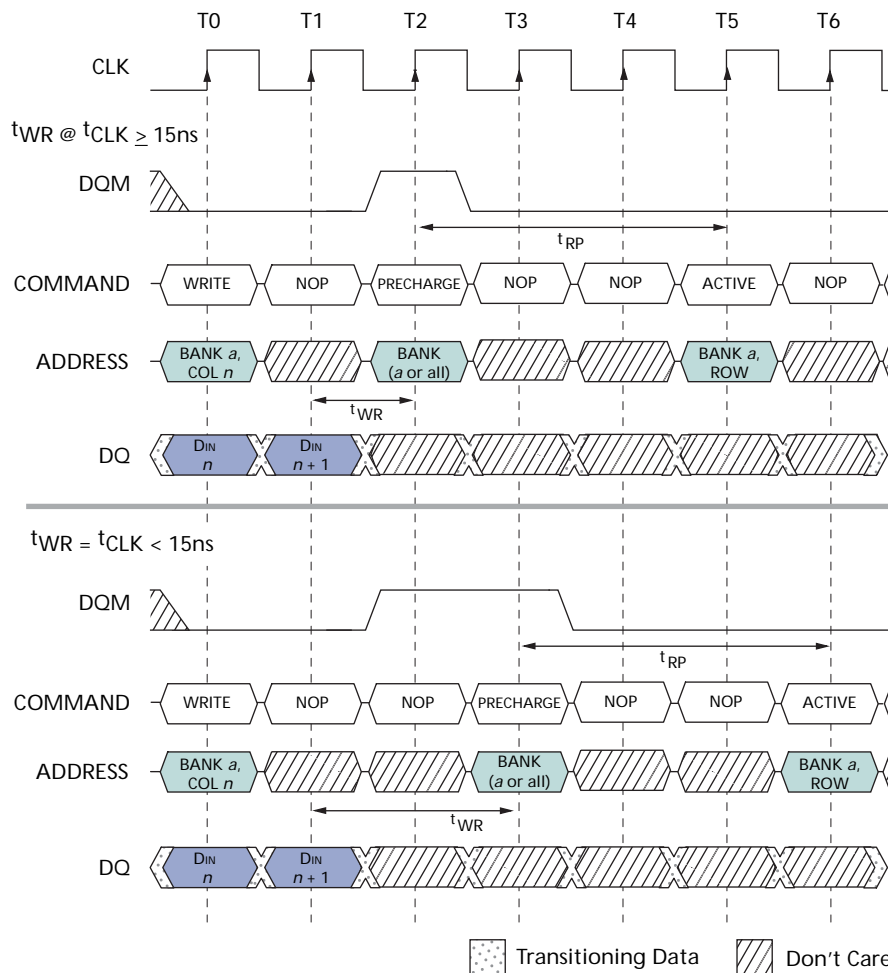 T0 T1 T2 T3 T4 T5 T6
CLK
tWR @ tCLK ≥ 15ns
DQM
tRP
COMMAND WRITE NOP PRECHARGE NOP NOP ACTIVE NOP
ADDRESS BANK a, COL n BANK (a or all) BANK a, ROW
tWR
DQ DIN n DIN n + 1
tWR = tCLK < 15ns
DQM
tRP
COMMAND WRITE NOP NOP PRECHARGE NOP NOP ACTIVE
ADDRESS BANK a, COL n BANK (a or all) BANK a, ROW
tWR
DQ DIN n DIN n + 1
Transitioning Data Don't Care